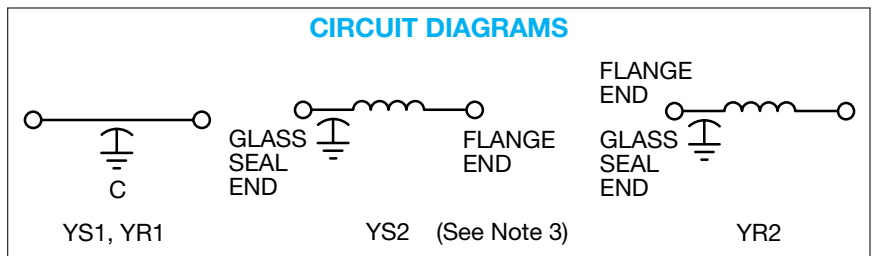 CIRCUIT DIAGRAMS
C
YS1, YR1
GLASS
SEAL
END
FLANGE
END
YS2 (See Note 3)
FLANGE
END
GLASS
SEAL
END
YR2